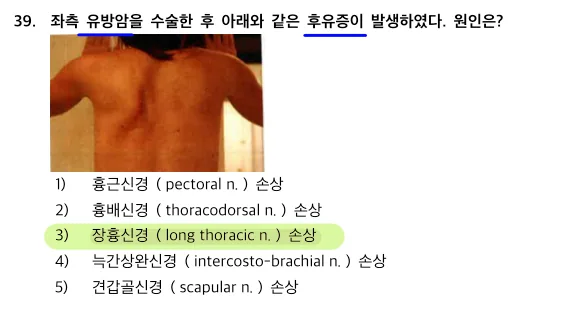 39. 좌측 유방암을 수술한 후 아래와 같은 후유증이 발생하였다. 원인은?
1) 흉근신경 ( pectoral n. ) 손상
2) 흉배신경 ( thoracodorsal n. ) 손상
3) 장흉신경 ( long thoracic n. ) 손상
4) 늑간상완신경 ( intercosto-brachial n. ) 손상
5) 견갑골신경 ( scapular n. ) 손상